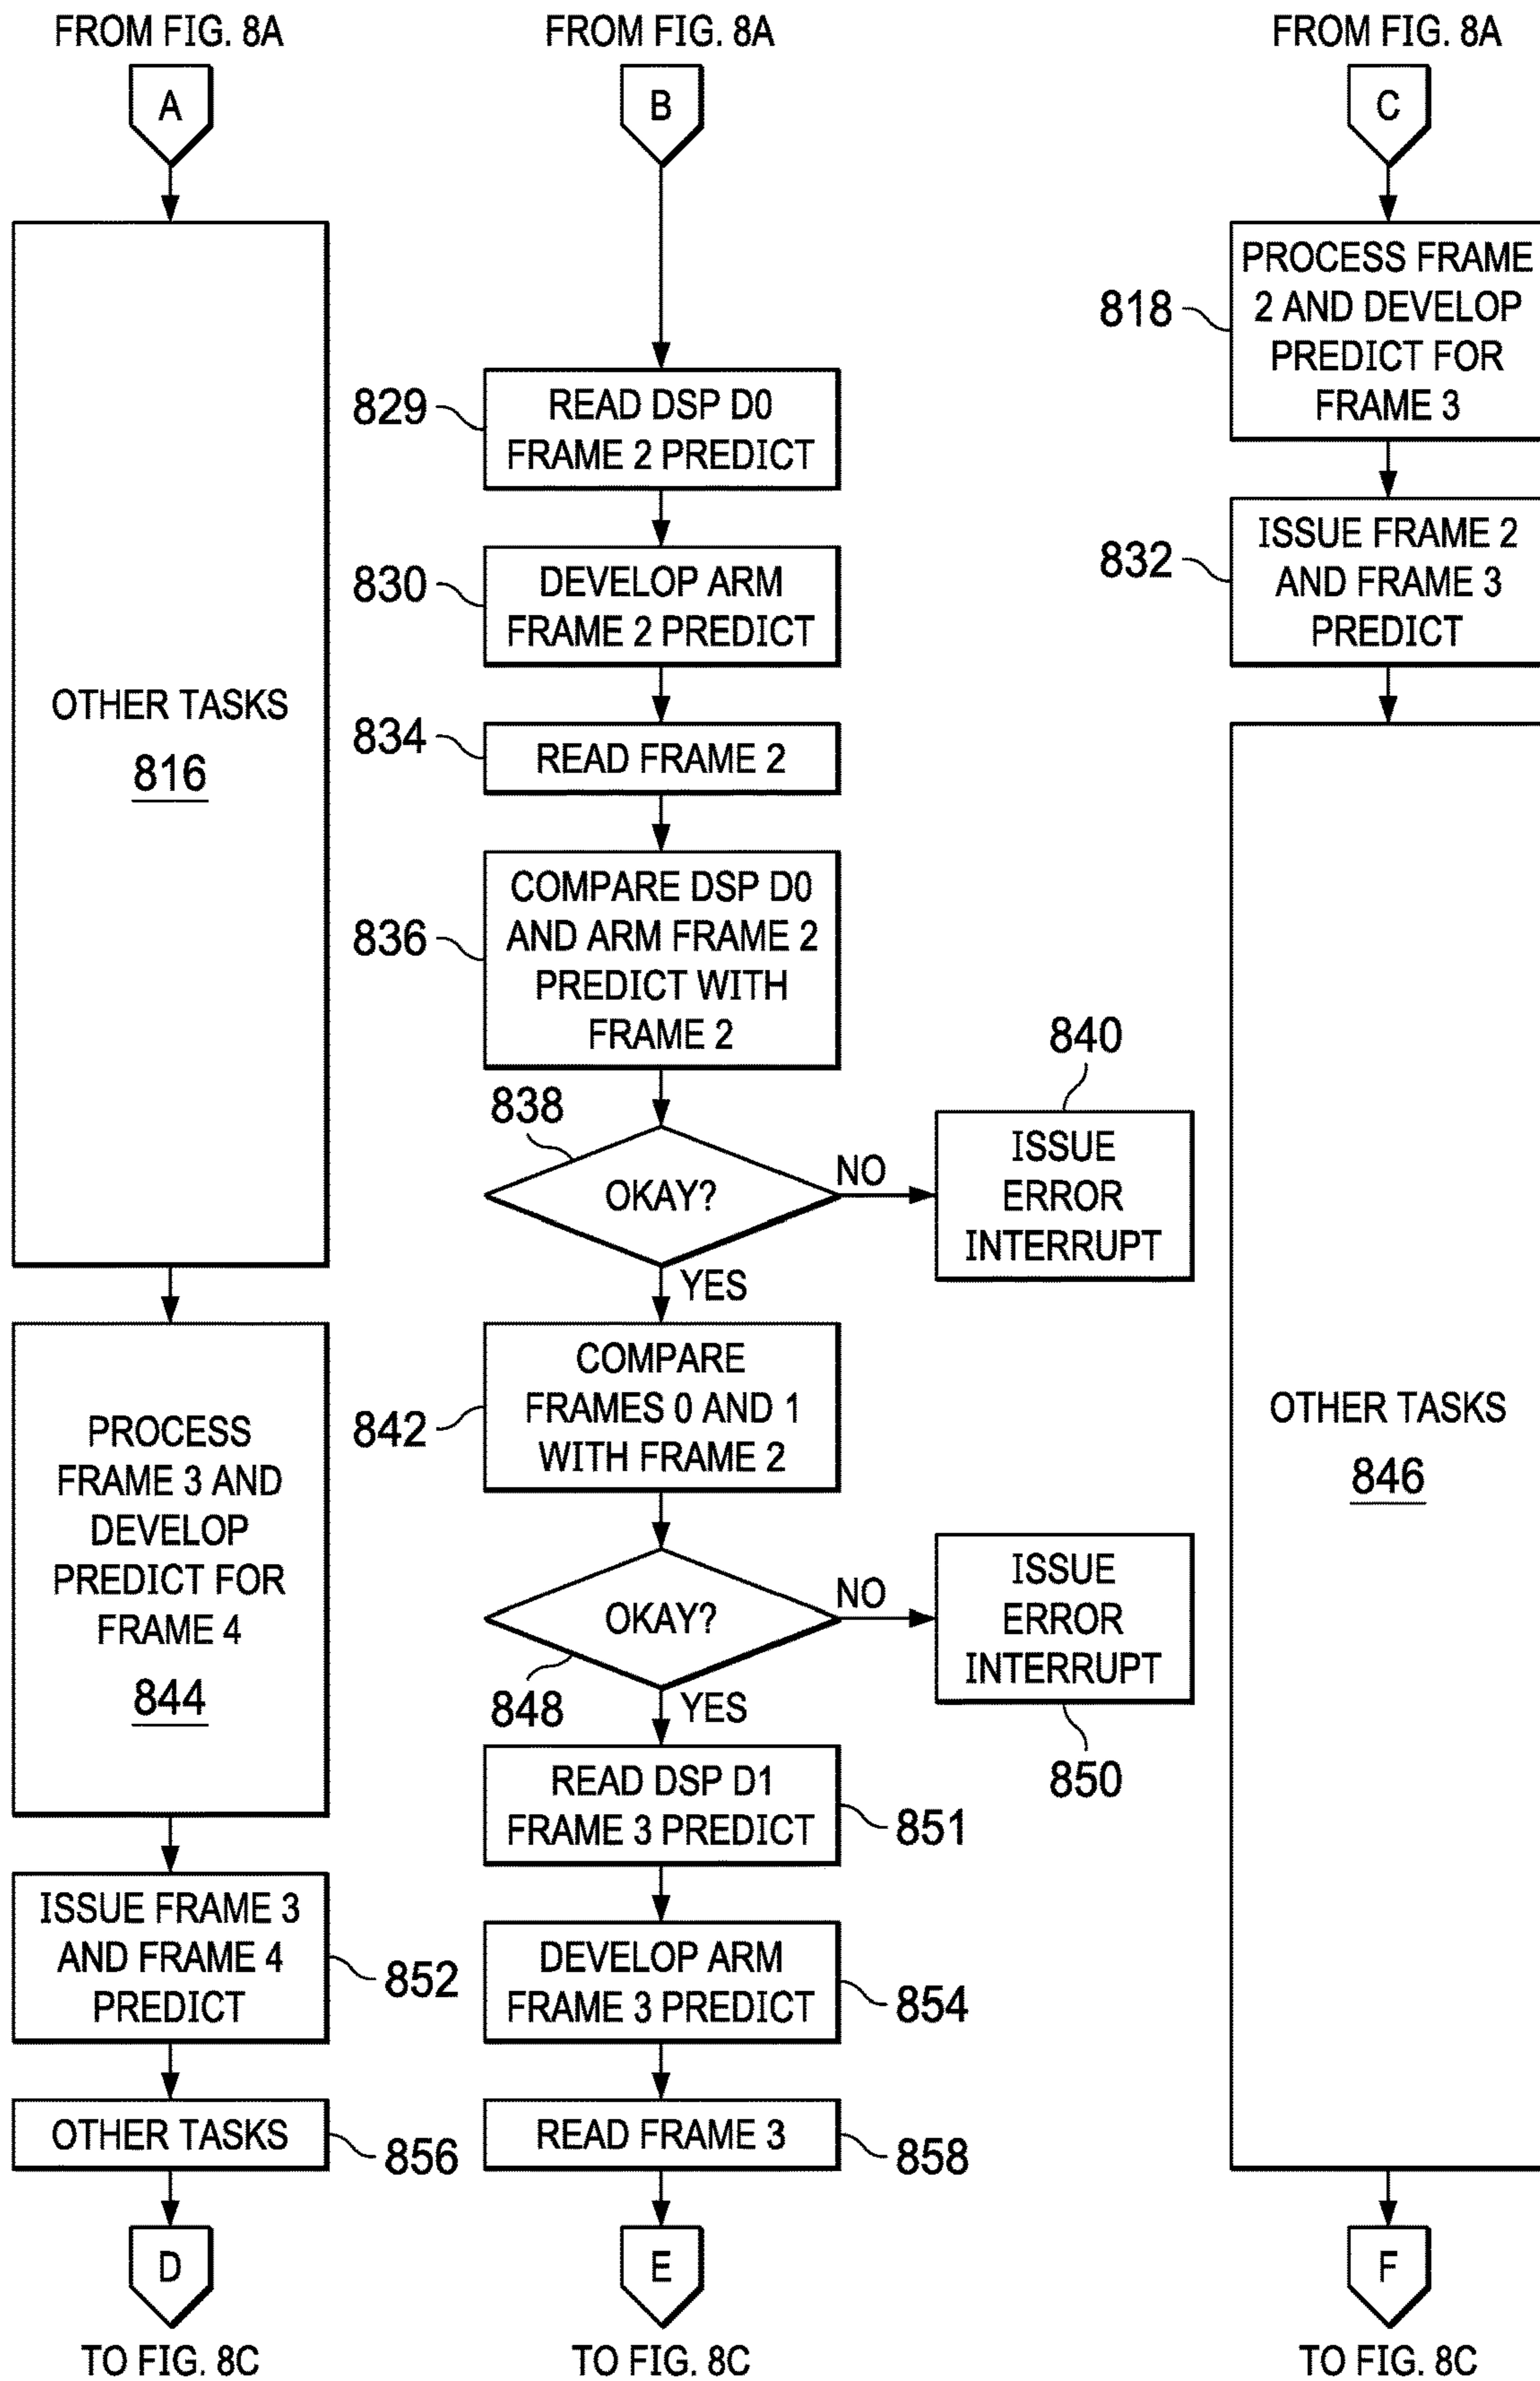 FROM FIG. 8A
A
OTHER TASKS
816
PROCESS
FRAME 3 AND
DEVELOP
PREDICT FOR
FRAME 4
844
ISSUE FRAME 3
AND FRAME 4
PREDICT
852
OTHER TASKS
856
D
TO FIG. 8C
FROM FIG. 8A
B
829
READ DSP D0
FRAME 2 PREDICT
830
DEVELOP ARM
FRAME 2 PREDICT
834
READ FRAME 2
836
COMPARE DSP D0
AND ARM FRAME 2
PREDICT WITH
FRAME 2
838
OKAY?
NO
840
ISSUE
ERROR
INTERRUPT
YES
842
COMPARE
FRAMES 0 AND 1
WITH FRAME 2
OKAY?
848
NO
ISSUE
ERROR
INTERRUPT
850
YES
READ DSP D1
FRAME 3 PREDICT
851
DEVELOP ARM
FRAME 3 PREDICT
854
READ FRAME 3
858
E
TO FIG. 8C
FROM FIG. 8A
C
818
PROCESS FRAME
2 AND DEVELOP
PREDICT FOR
FRAME 3
832
ISSUE FRAME 2
AND FRAME 3
PREDICT
OTHER TASKS
846
F
TO FIG. 8C